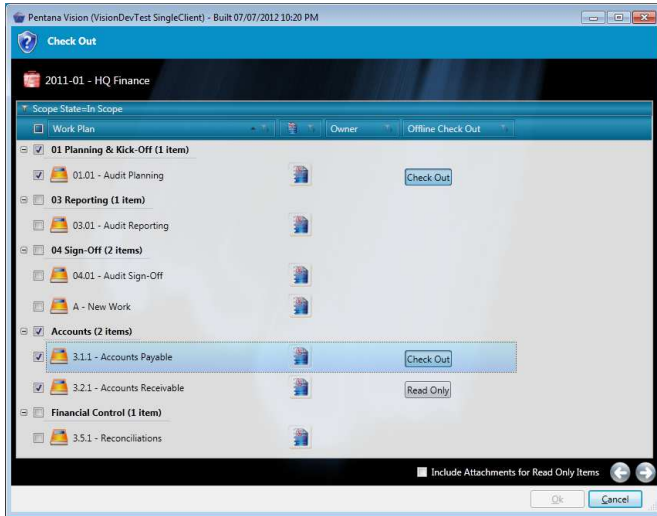 Pentana Vision (VisionDevTest SingleClient) - Built 07/07/2012 10:20 PM
Check Out
2011-01 - HQ Finance
Scope State=In Scope
Work Plan Owner Offline Check Out
01 Planning & Kick-Off (1 item)
01.01 - Audit Planning Check Out
03 Reporting (1 item)
03.01 - Audit Reporting
04 Sign-Off (2 items)
04.01 - Audit Sign-Off
A - New Work
Accounts (2 items)
3.1.1 - Accounts Payable Check Out
3.2.1 - Accounts Receivable Read Only
Financial Control (1 item)
3.5.1 - Reconciliations
Include Attachments for Read Only Items
Ok Cancel